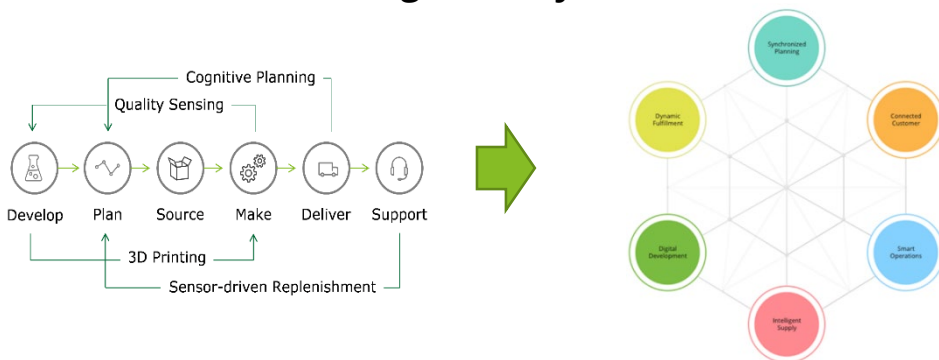 Cognitive Planning
Quality Sensing
Develop
Plan
Source
Make
Deliver
Support
3D Printing
Sensor-driven Replenishment
Synchronized
Planning
Dynamic
Fulfillment
Connected
Customer
Digital
Development
Smart
Operations
Intelligent
Supply